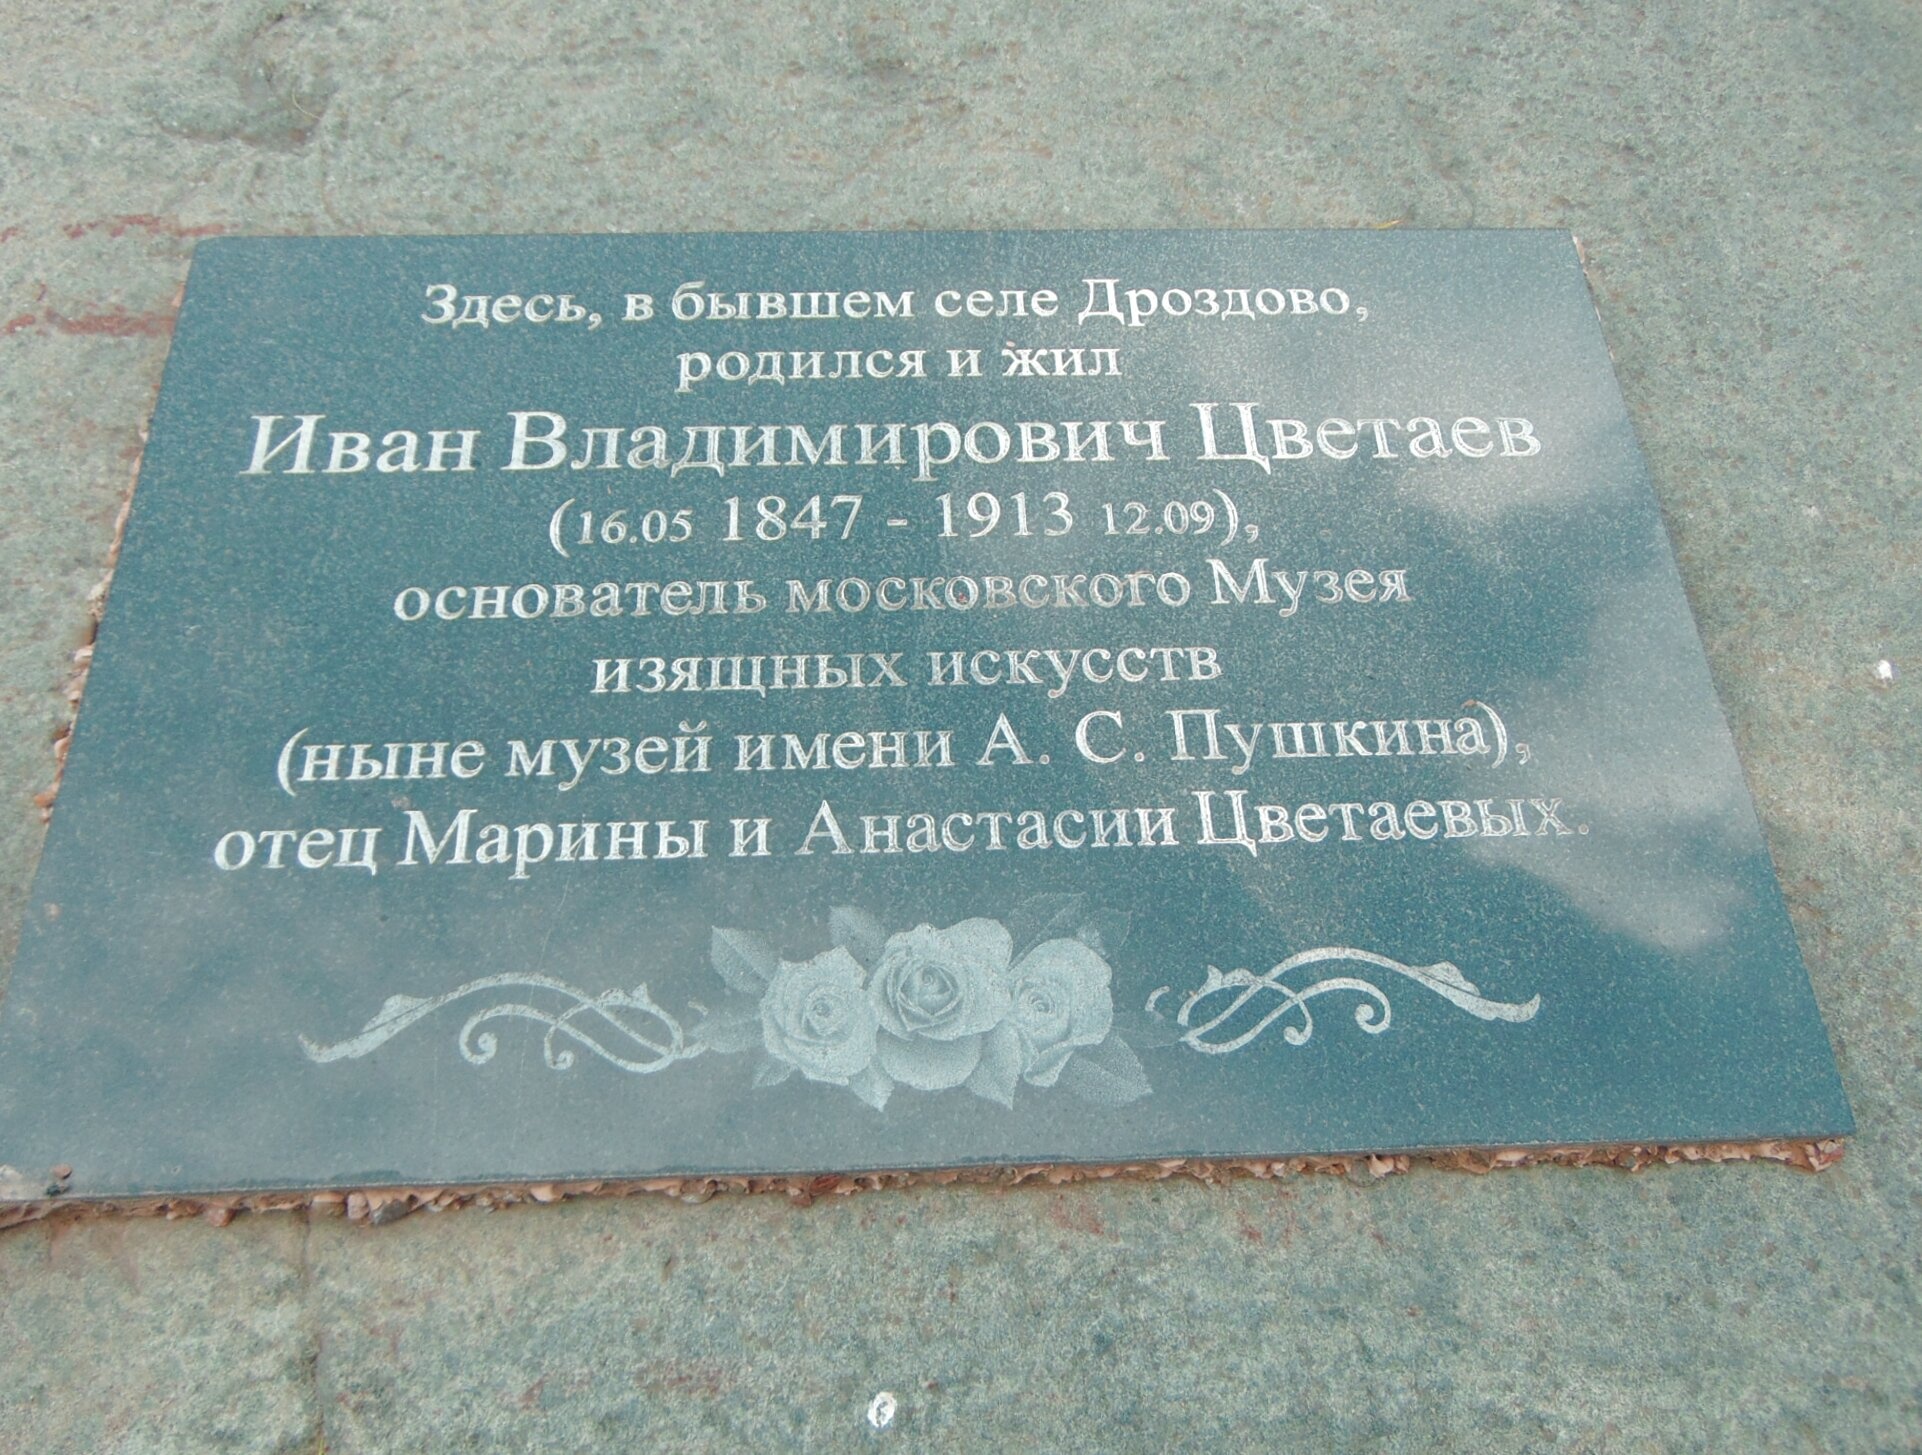 Здесь, в бывшем селе Дроздово,
родился и жил
Иван Владимирович Цветаев
(16.05 1847 - 1913 12.09),
основатель московского Музея
изящных искусств
(ныне музей имени А. С. Пушкина),
отец Марины и Анастасии Цветаевых.